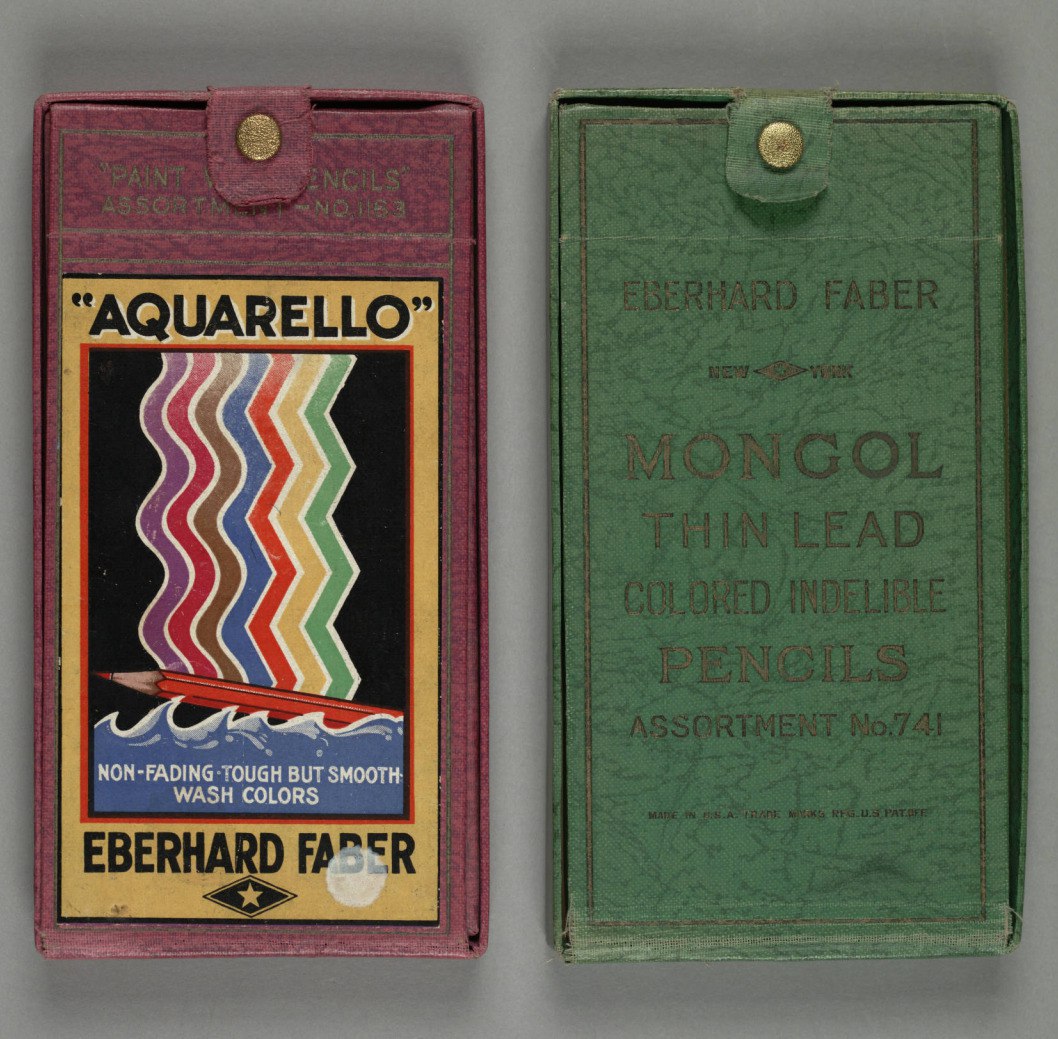 "PAINT PENCILS"
ASSORTMENT - NO. 1163
"AQUARELLO"
NON-FADING·TOUGH BUT SMOOTH·
WASH COLORS
EBERHARD FABER
EBERHARD FABER
NEW YORK
MONGOL
THIN LEAD
COLORED INDELIBLE
PENCILS
ASSORTMENT No. 741
MADE IN U.S.A. TRADE MARKS REG. U.S. PAT. OFF.